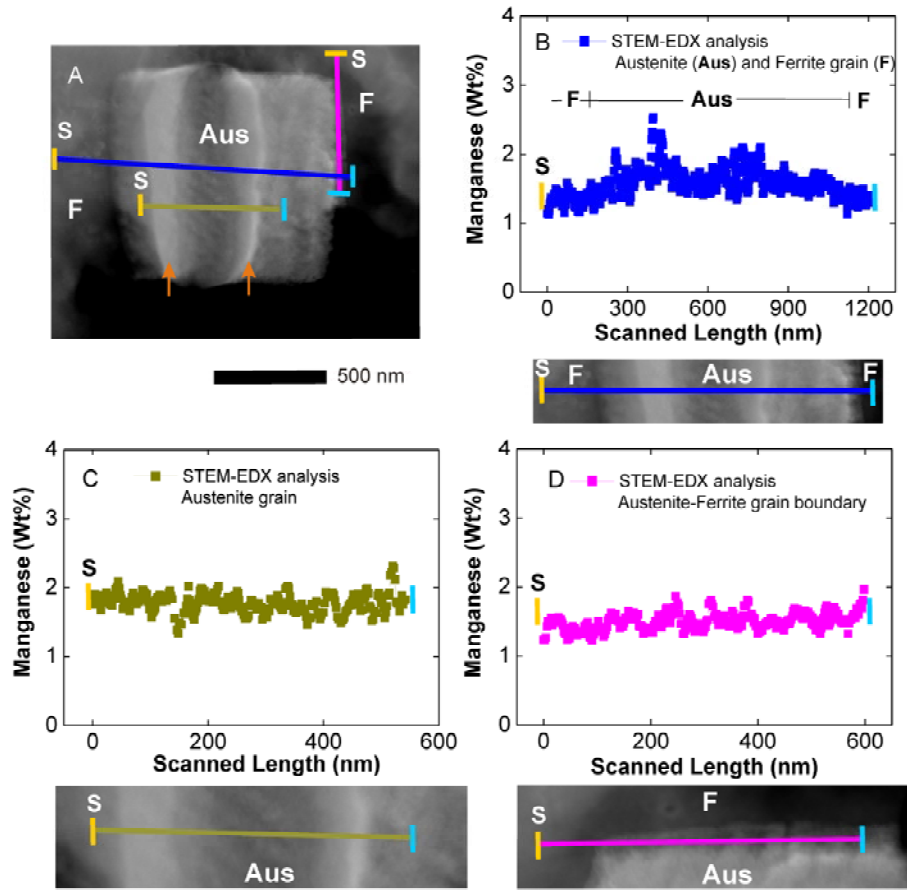 A
S
F
Aus
S
S
F
500 nm
B
STEM-EDX analysis
Austenite (Aus) and Ferrite grain (F)
F Aus F
S
Manganese (Wt%)
4
3
2
1
0
0 300 600 900 1200
Scanned Length (nm)
S F Aus F
C
STEM-EDX analysis
Austenite grain
S
Manganese (Wt%)
4
3
2
1
0
0 200 400 600
Scanned Length (nm)
S
Aus
D
STEM-EDX analysis
Austenite-Ferrite grain boundary
S
Manganese (Wt%)
4
3
2
1
0
0 200 400 600
Scanned Length (nm)
F
S
Aus